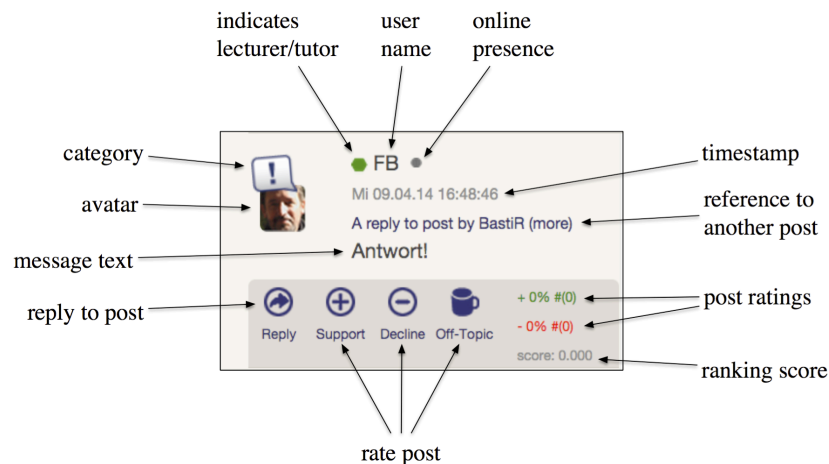 indicates
lecturer/tutor
user
name
online
presence
category
avatar
message text
reply to post
!
FB
Mi 09.04.14 16:48:46
A reply to post by BastiR (more)
Antwort!
Reply
Support
Decline
Off-Topic
+ 0% #(0)
- 0% #(0)
score: 0.000
timestamp
reference to
another post
post ratings
ranking score
rate post